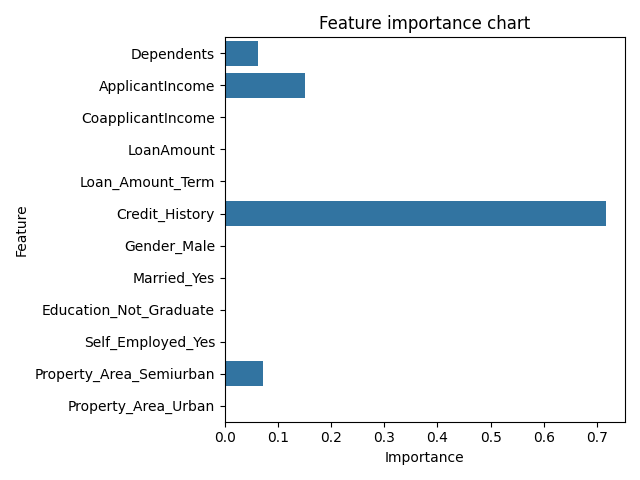 Feature importance chart
Dependents
ApplicantIncome
CoapplicantIncome
LoanAmount
Loan_Amount_Term
Credit_History
Gender_Male
Married_Yes
Education_Not_Graduate
Self_Employed_Yes
Property_Area_Semiurban
Property_Area_Urban
Feature
0.0 0.1 0.2 0.3 0.4 0.5 0.6 0.7
Importance